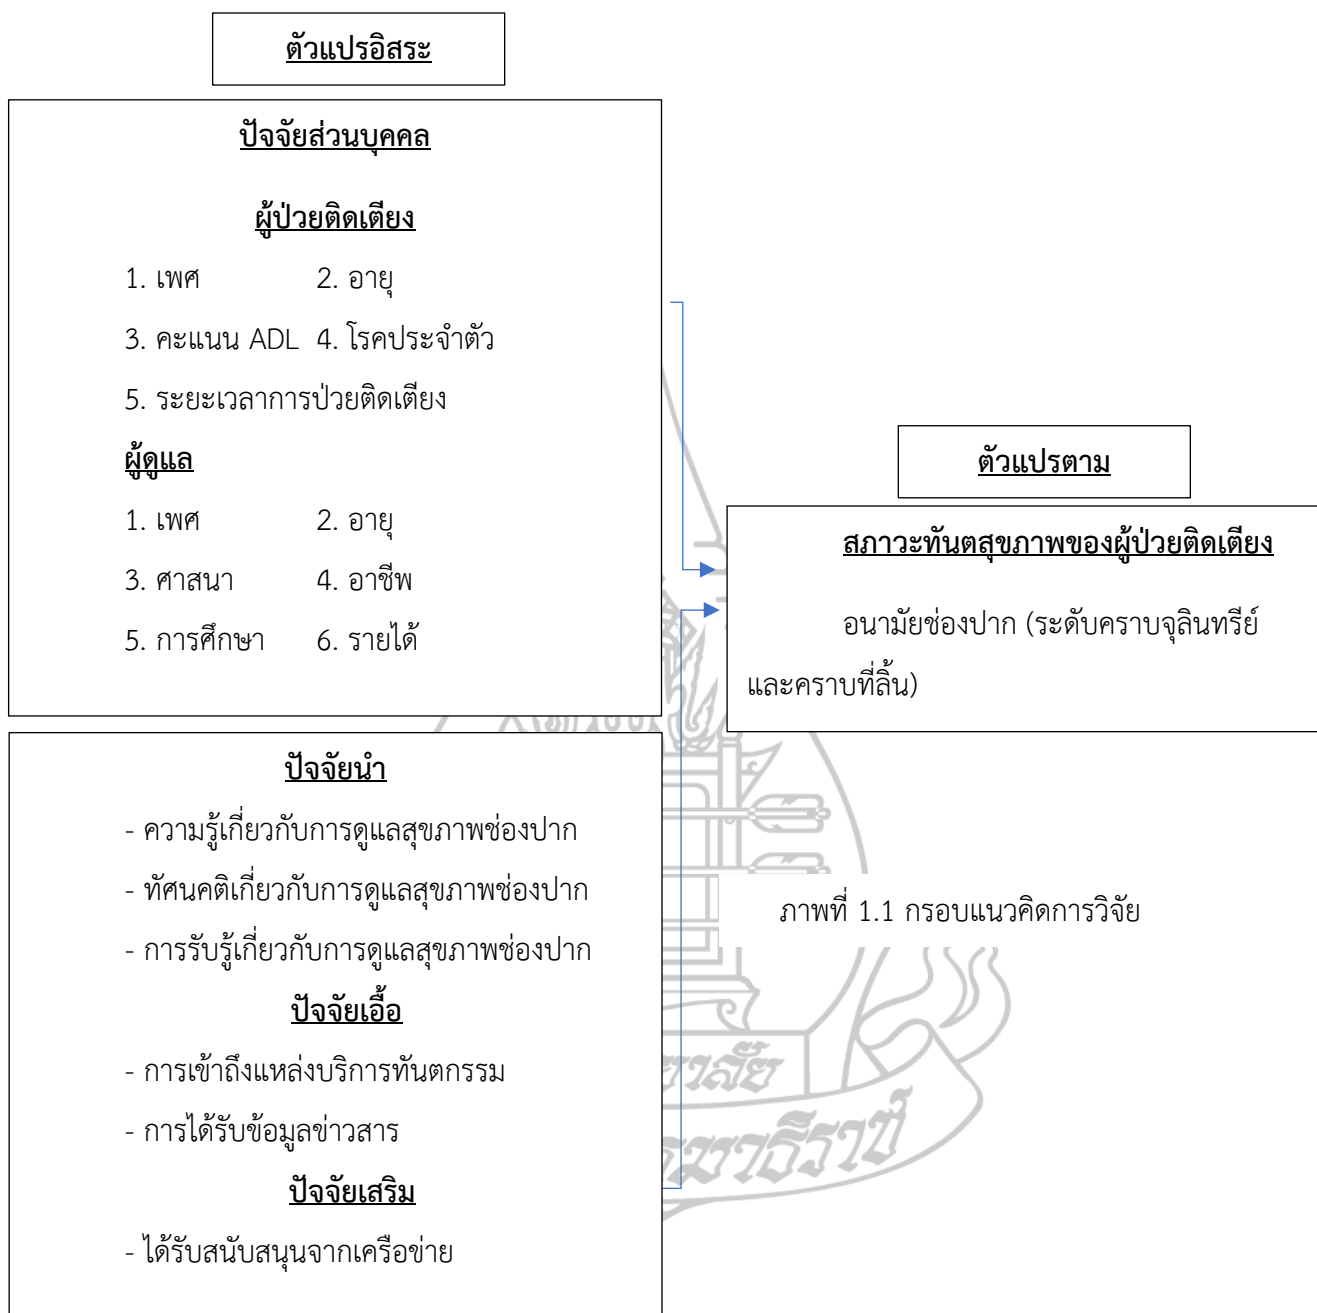 ตัวแปรอิสระ
ปัจจัยส่วนบุคคล
ผู้ป่วยติดเตียง
1. เพศ 2. อายุ
3. คะแนน ADL 4. โรคประจำตัว
5. ระยะเวลาการป่วยติดเตียง
ผู้ดูแล
1. เพศ 2. อายุ
3. ศาสนา 4. อาชีพ
5. การศึกษา 6. รายได้
ปัจจัยนำ
- ความรู้เกี่ยวกับการดูแลสุขภาพช่องปาก
- ทัศนคติเกี่ยวกับการดูแลสุขภาพช่องปาก
- การรับรู้เกี่ยวกับการดูแลสุขภาพช่องปาก
ปัจจัยเอื้อ
- การเข้าถึงแหล่งบริการทันตกรรม
- การได้รับข้อมูลข่าวสาร
ปัจจัยเสริม
- ได้รับสนับสนุนจากเครือข่าย
ตัวแปรตาม
สภาวะทันตสุขภาพของผู้ป่วยติดเตียง
อนามัยช่องปาก (ระดับคราบจุลินทรีย์
และคราบที่ลิ้น)
ภาพที่ 1.1 กรอบแนวคิดการวิจัย